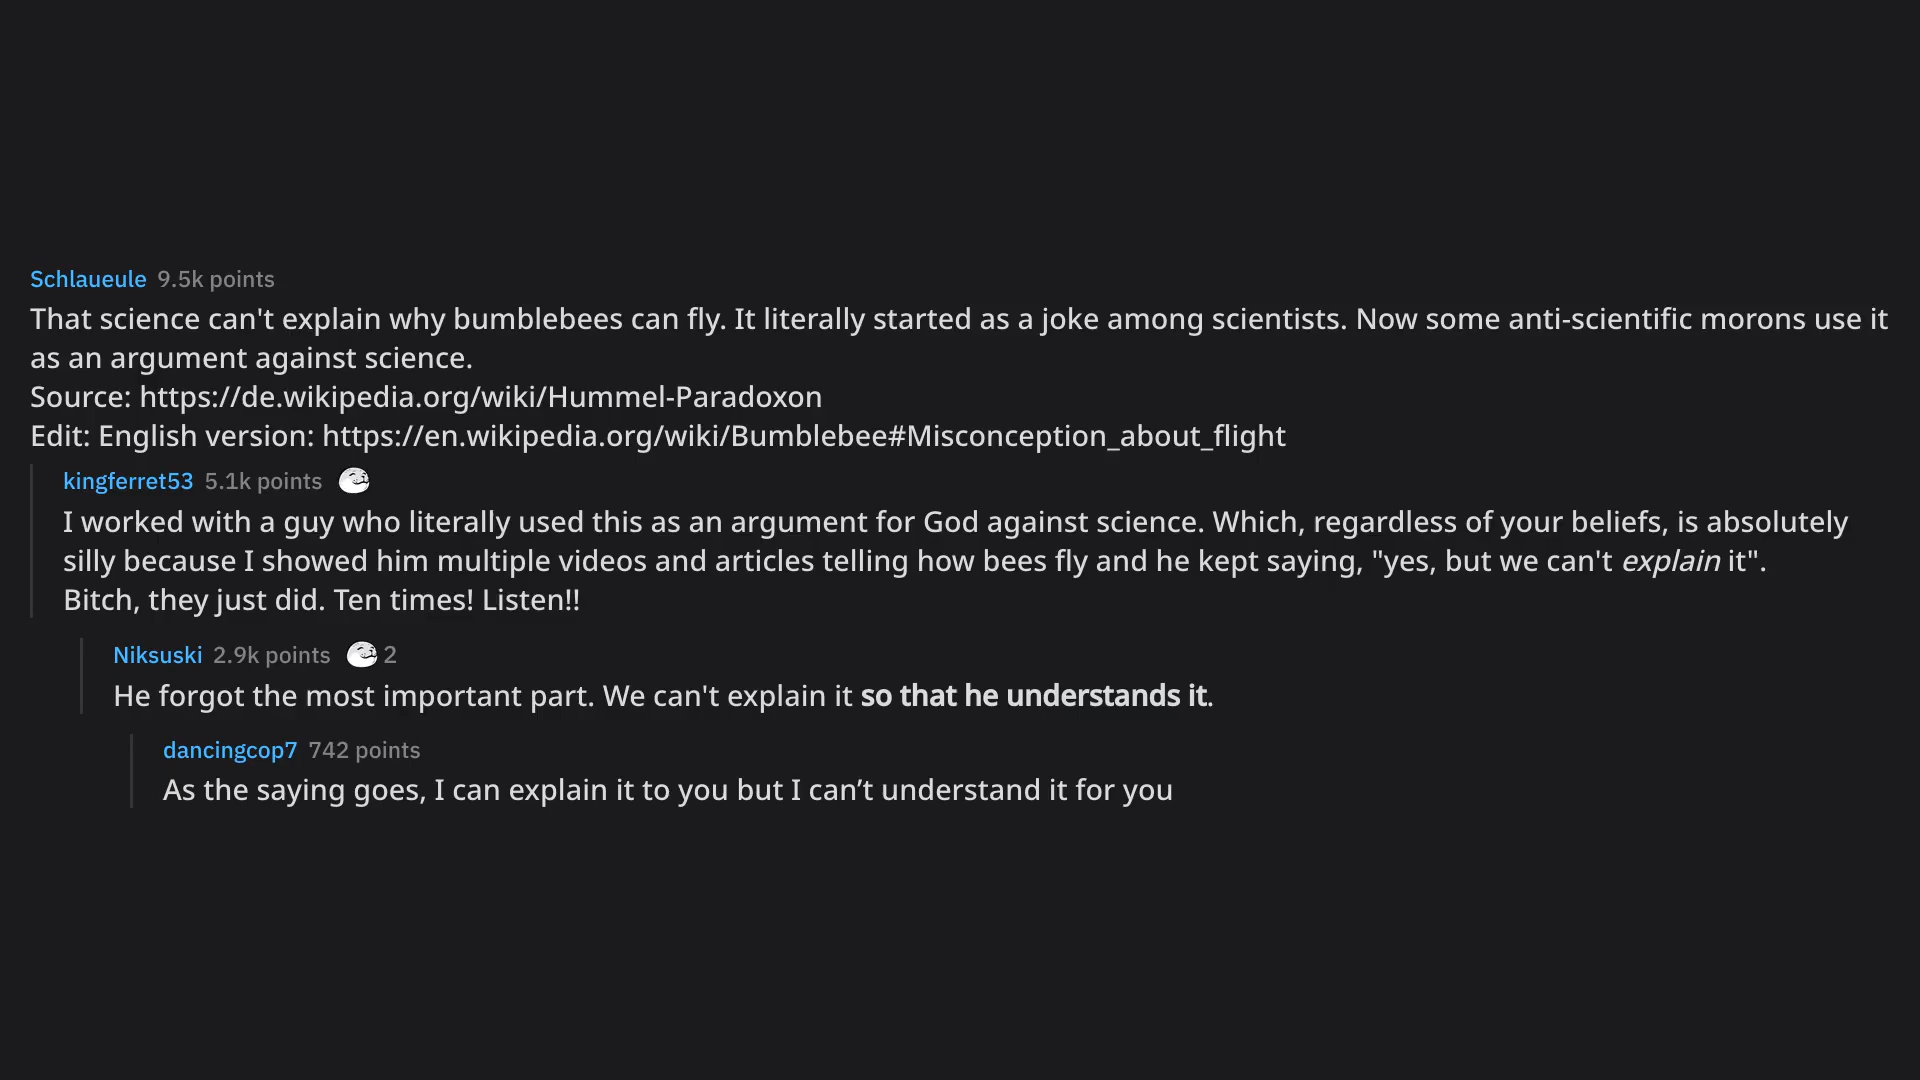 Schlaueule 9.5k points
That science can't explain why bumblebees can fly. It literally started as a joke among scientists. Now some anti-scientific morons use it
as an argument against science.
Source: https://de.wikipedia.org/wiki/Hummel-Paradoxon
Edit: English version: https://en.wikipedia.org/wiki/Bumblebee#Misconception_about_flight
kingferret53 5.1k points
I worked with a guy who literally used this as an argument for God against science. Which, regardless of your beliefs, is absolutely
silly because I showed him multiple videos and articles telling how bees fly and he kept saying, "yes, but we can't explain it".
Bitch, they just did. Ten times! Listen!!
Niksuski 2.9k points 2
He forgot the most important part. We can't explain it so that he understands it.
dancingcop7 742 points
As the saying goes, I can explain it to you but I can’t understand it for you